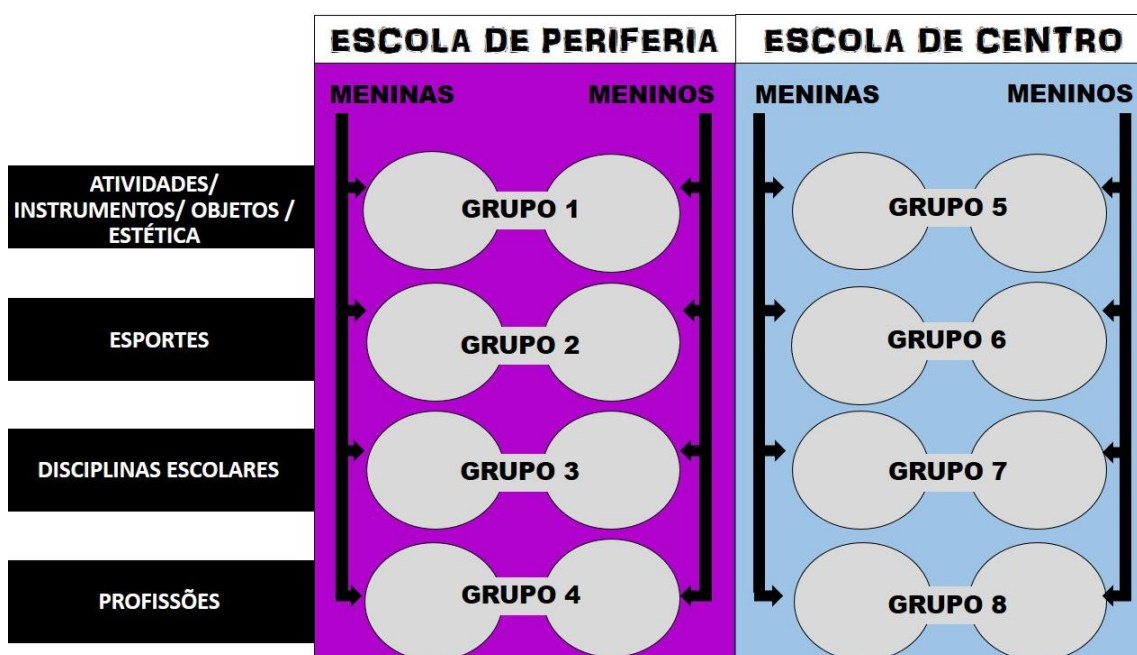 ESCOLA DE PERIFERIA
ESCOLA DE CENTRO
MENINAS
MENINOS
MENINAS
MENINOS
ATIVIDADES/
INSTRUMENTOS/ OBJETOS /
ESTÉTICA
GRUPO 1
GRUPO 5
ESPORTES
GRUPO 2
GRUPO 6
DISCIPLINAS ESCOLARES
GRUPO 3
GRUPO 7
PROFISSÕES
GRUPO 4
GRUPO 8